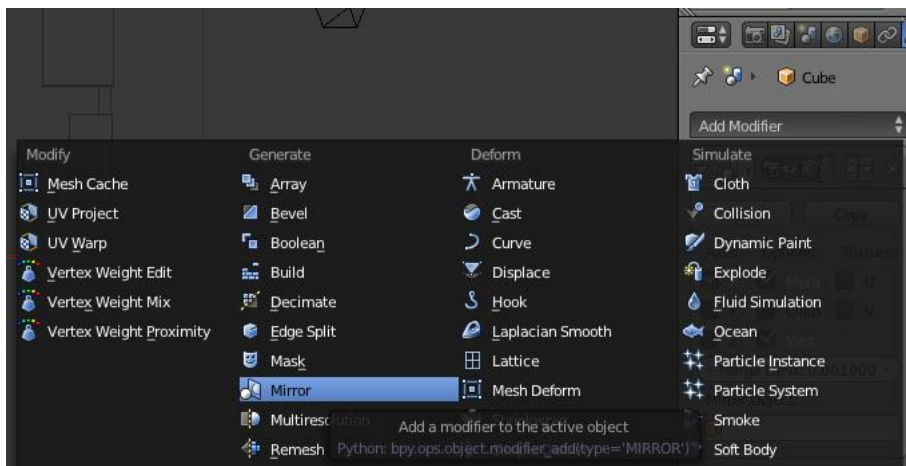 Cube
Add Modifier
Modify Generate Deform Simulate
Mesh Cache Array Armature Cloth
UV Project Bevel Cast Collision
UV Warp Boolean Curve Dynamic Paint
Vertex Weight Edit Build Displace Explode
Vertex Weight Mix Decimate Hook Fluid Simulation
Vertex Weight Proximity Edge Split Laplacian Smooth Ocean
Mask Lattice Particle Instance
Mirror Mesh Deform Particle System
Multires Smoke
Add a modifier to the active object
Remesh Soft Body
Python: bpy.ops.object.modifier_add(type='MIRROR')